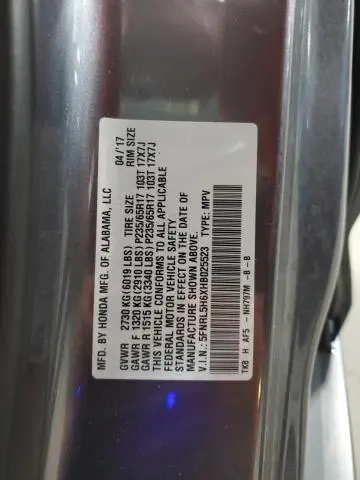 MFD. BY HONDA MFG. OF ALABAMA, LLC 04/'17
TIRE SIZE RIM SIZE
GVWR 2730 KG(6019 LBS)
GAWR F 1320 KG(2910 LBS) P235/65R17 103T 17X7J
GAWR R 1515 KG(3340 LBS) P235/65R17 103T 17X7J
THIS VEHICLE CONFORMS TO ALL APPLICABLE
FEDERAL MOTOR VEHICLE SAFETY
STANDARDS IN EFFECT ON THE DATE OF
MANUFACTURE SHOWN ABOVE.
V.I.N.: 5FNRL5H6XHB025523 TYPE: MPV
TK8 H AF5 - NH797M -B - B